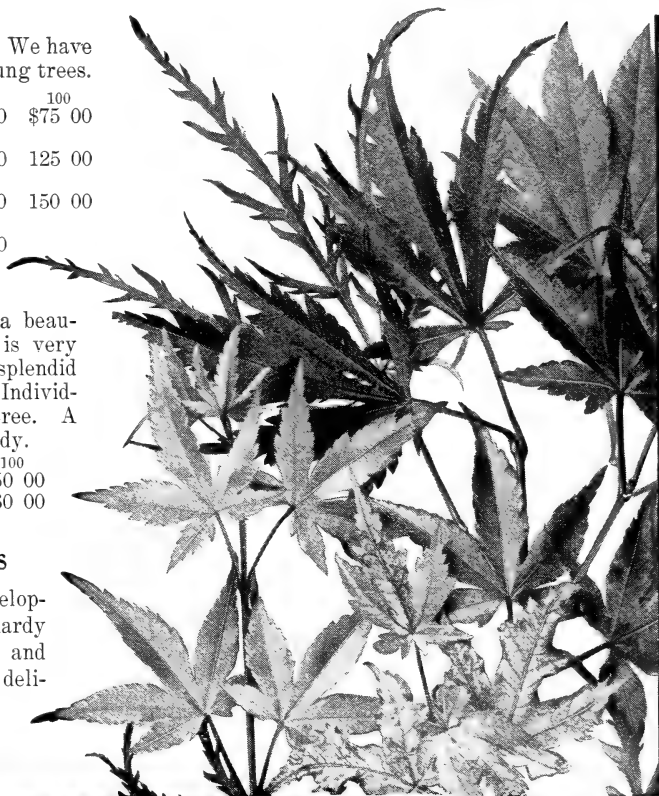 We have
ung trees.
100
0 $75 00
0 125 00
0 150 00
0
a beau-
is very
splendid
Individ-
ree. A
dy.
100
50 00
30 00
s
elop-
ardy
and
deli-